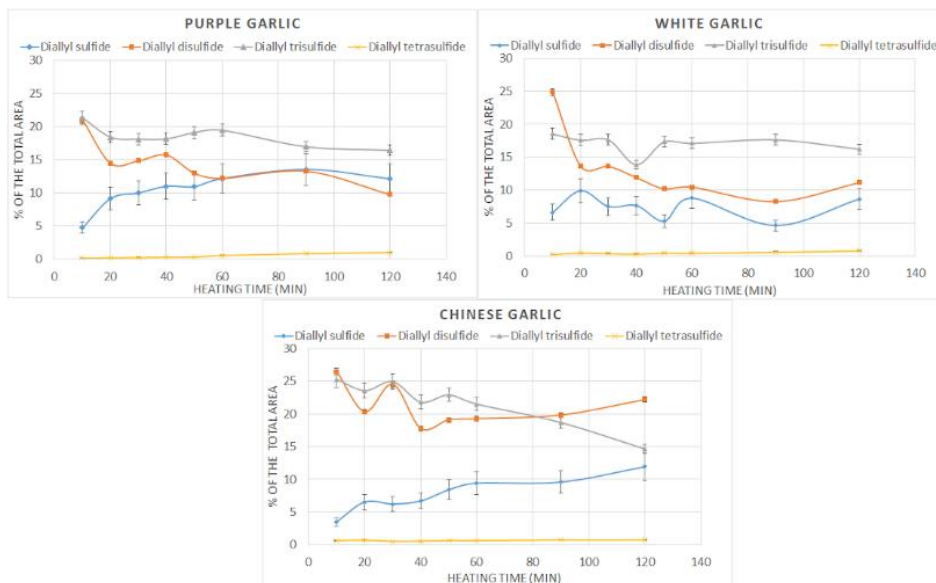 PURPLE GARLIC
Diallyl sulfide Diallyl disulfide Diallyl trisulfide Diallyl tetrasulfide
% OF THE TOTAL AREA
30
25
20
15
10
5
0
0 20 40 60 80 100 120 140
HEATING TIME (MIN)
WHITE GARLIC
Diallyl sulfide Diallyl disulfide Diallyl trisulfide Diallyl tetrasulfide
% OF THE TOTAL AREA
30
25
20
15
10
5
0
0 20 40 60 80 100 120 140
HEATING TIME (MIN)
CHINESE GARLIC
Diallyl sulfide Diallyl disulfide Diallyl trisulfide Diallyl tetrasulfide
% OF THE TOTAL AREA
30
25
20
15
10
5
0
0 20 40 60 80 100 120 140
HEATING TIME (MIN)